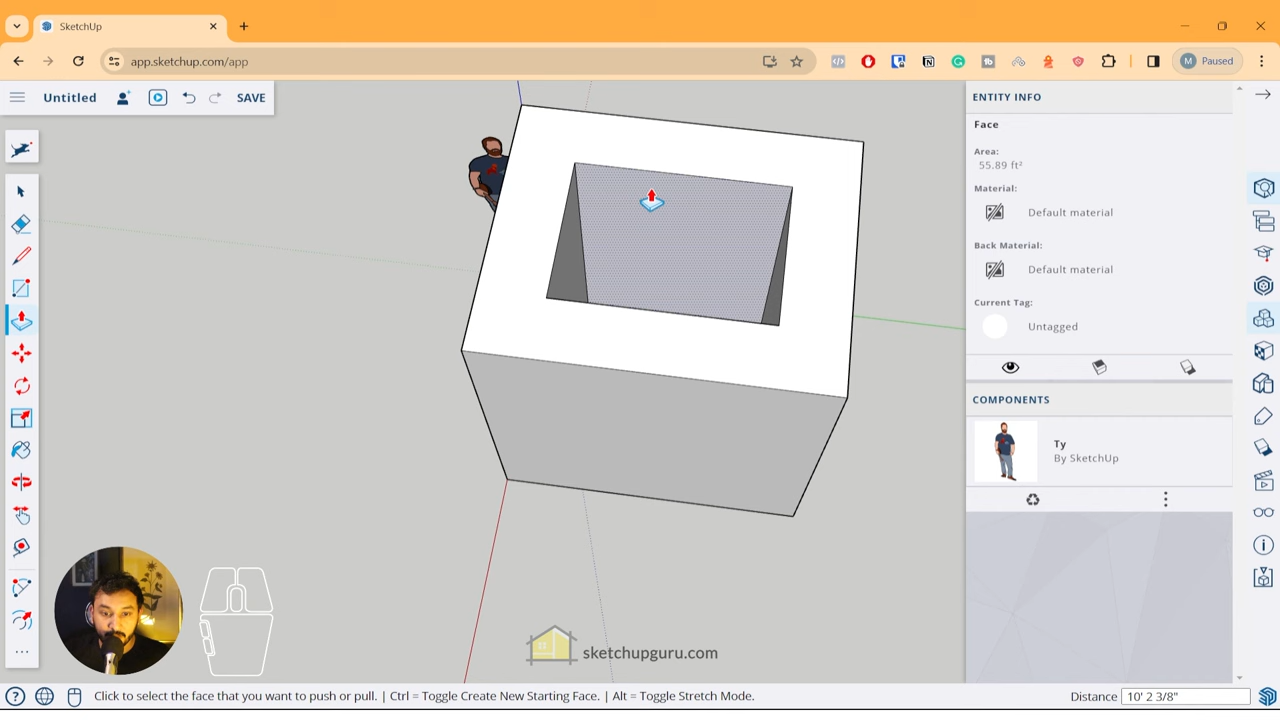 SketchUp
app.sketchup.com/app
M Paused
Untitled
SAVE
ENTITY INFO
Face
Area:
55.89 ft²
Material:
Default material
Back Material:
Default material
Current Tag:
Untagged
COMPONENTS
Ty
By SketchUp
sketchupguru.com
Click to select the face that you want to push or pull. | Ctrl = Toggle Create New Starting Face. | Alt = Toggle Stretch Mode.
Distance 10' 2 3/8"